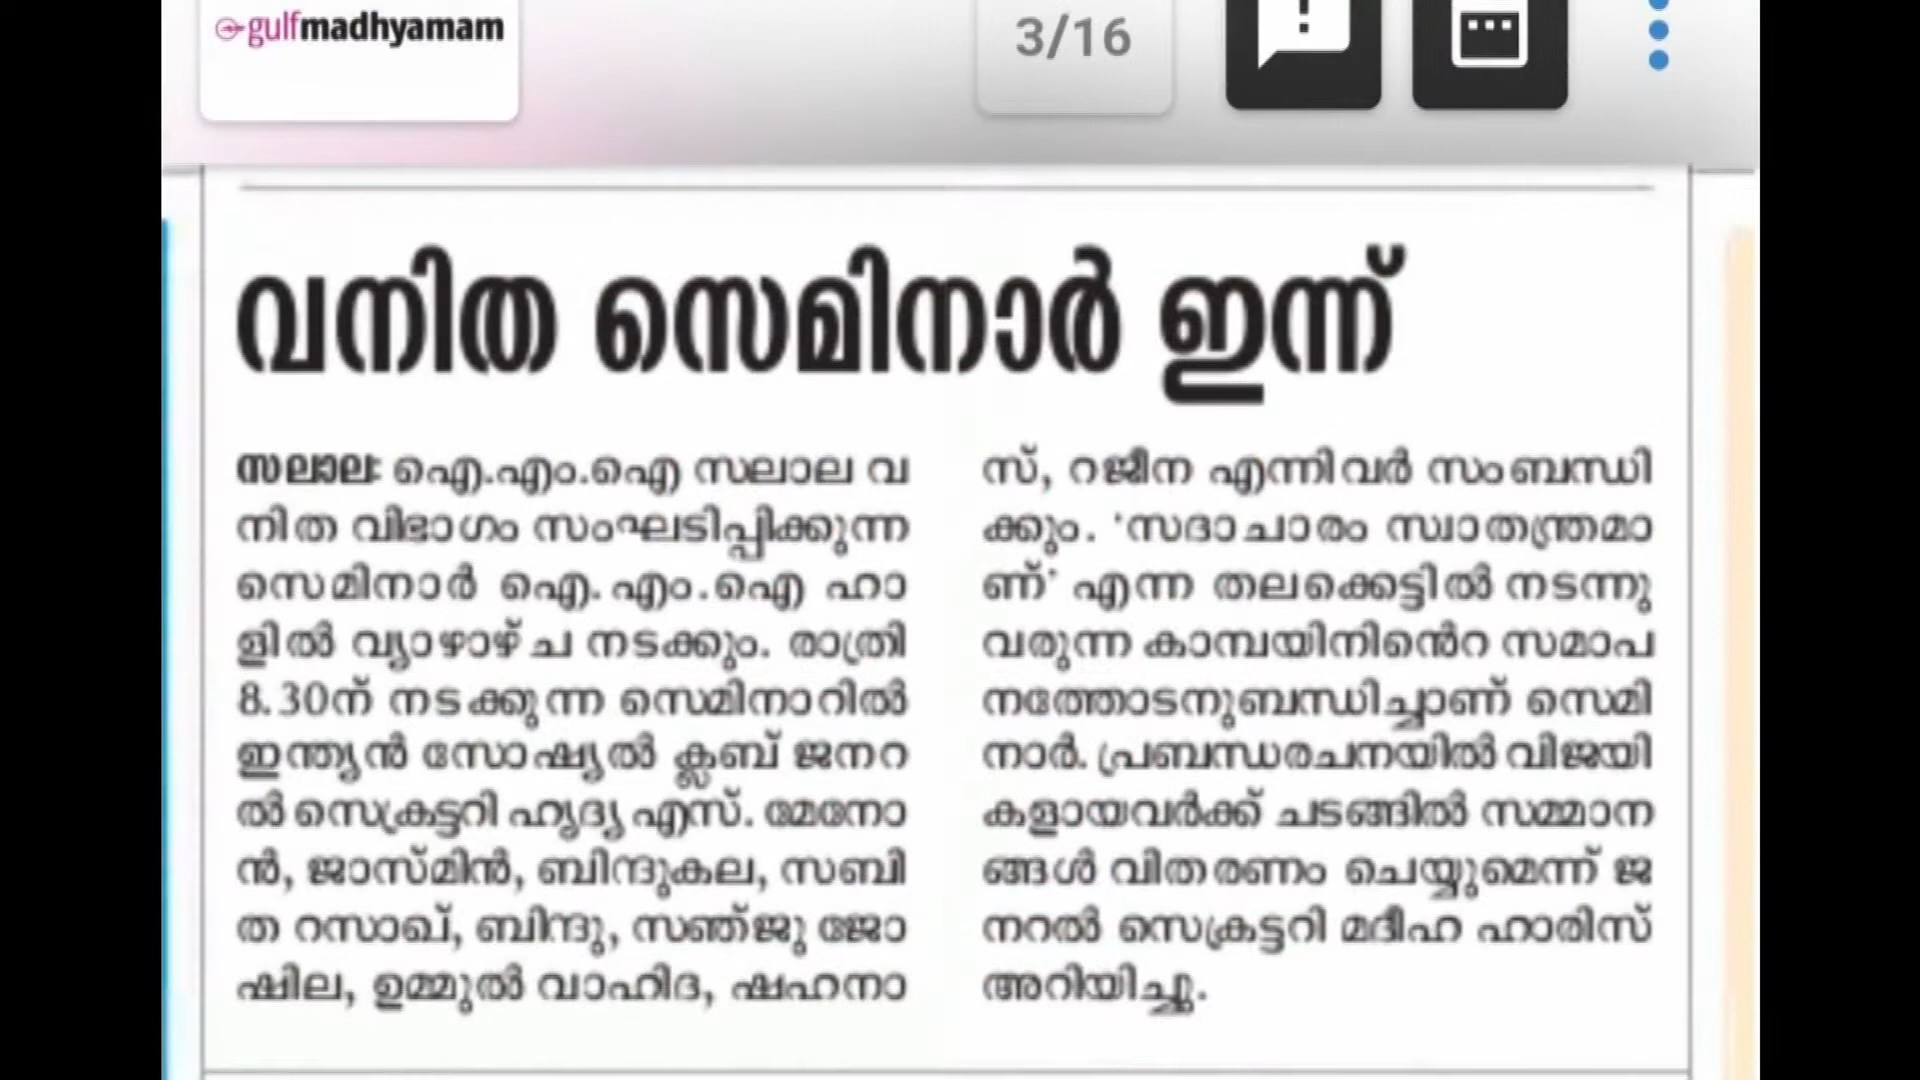 gulfmadhyamam
3/16
വനിത സെമിനാർ ഇന്ന്
സലാല: ഐ.എം.ഐ സലാല വ
നിത വിഭാഗം സംഘടിപ്പിക്കുന്ന
സെമിനാർ ഐ.എം.ഐ ഹാ
ളിൽ വ്യാഴാഴ്ച നടക്കും. രാത്രി
8.30ന് നടക്കുന്ന സെമിനാറിൽ
ഇന്ത്യൻ സോഷ്യൽ ക്ലബ് ജനറ
ൽ സെക്രട്ടറി ഹൃദ്യ എസ്. മേനോ
ൻ, ജാസ്മിൻ, ബിന്ദുകല, സബി
ത റസാഖ്, ബിന്ദു, സഞ്ജു ജോ
ഷില, ഉമ്മുൽ വാഹിദ, ഷഹനാ
സ്, റജീന എന്നിവർ സംബന്ധി
ക്കും. 'സദാചാരം സ്വാതന്ത്രമാ
ണ്' എന്ന തലക്കെട്ടിൽ നടന്നു
വരുന്ന കാമ്പയിനിൻെറ സമാപ
നത്തോടനുബന്ധിച്ചാണ് സെമി
നാർ. പ്രബന്ധരചനയിൽ വിജയി
കളായവർക്ക് ചടങ്ങിൽ സമ്മാന
ങ്ങൾ വിതരണം ചെയ്യുമെന്ന് ജ
നറൽ സെക്രട്ടറി മദീഹ ഹാരിസ്
അറിയിച്ചു.